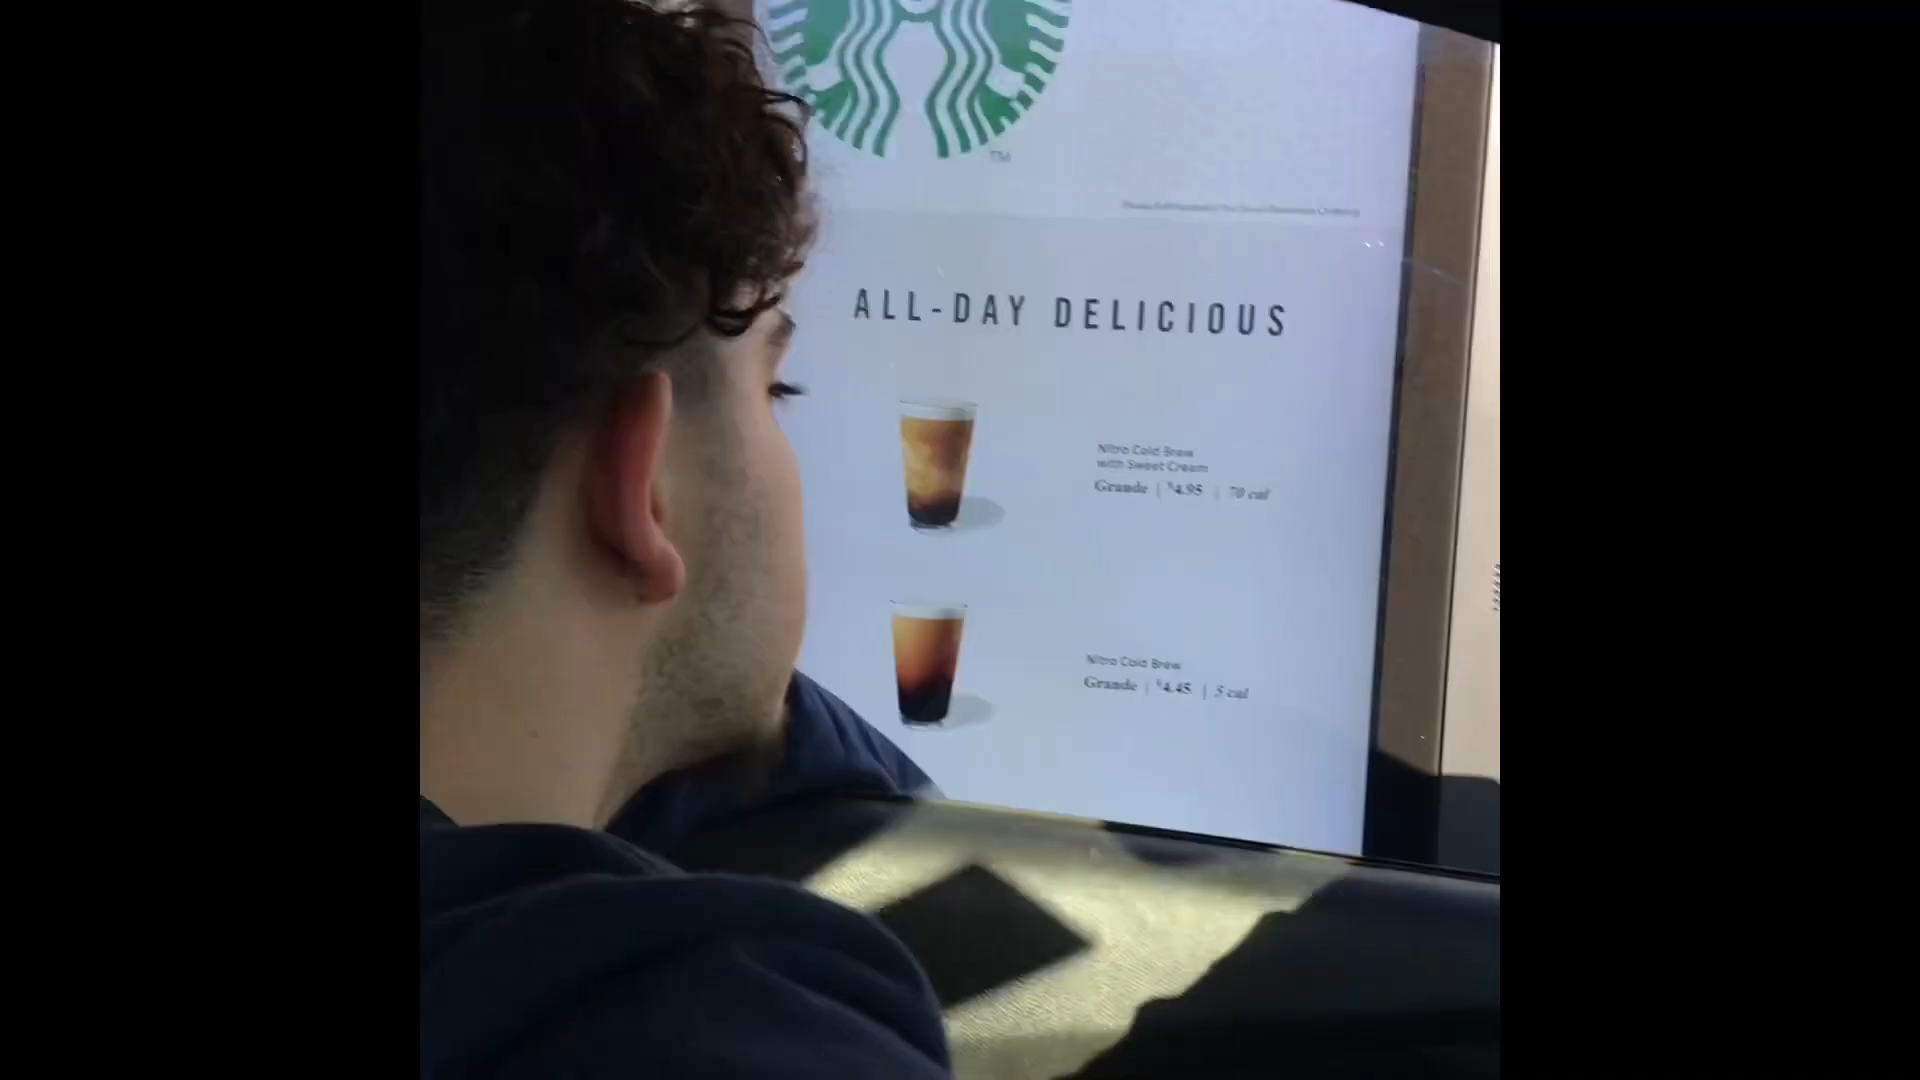 TM
ALL-DAY DELICIOUS
Nitro Cold Brew
with Sweet Cream
Grande | $4.95 | 70 cal
Nitro Cold Brew
Grande | $4.45 | 5 cal